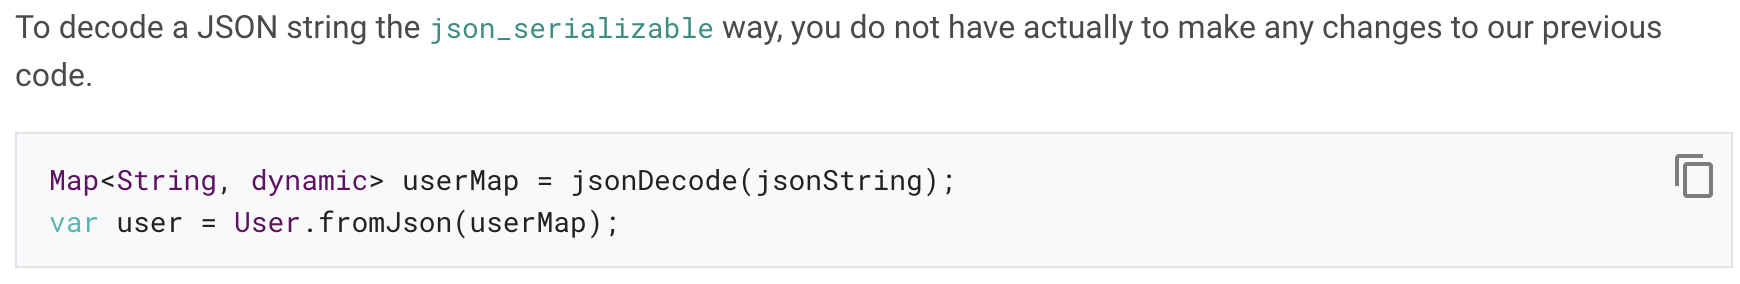 To decode a JSON string the json_serializable way, you do not have actually to make any changes to our previous
code.
Map<String, dynamic> userMap = jsonDecode(jsonString);
var user = User.fromJson(userMap);